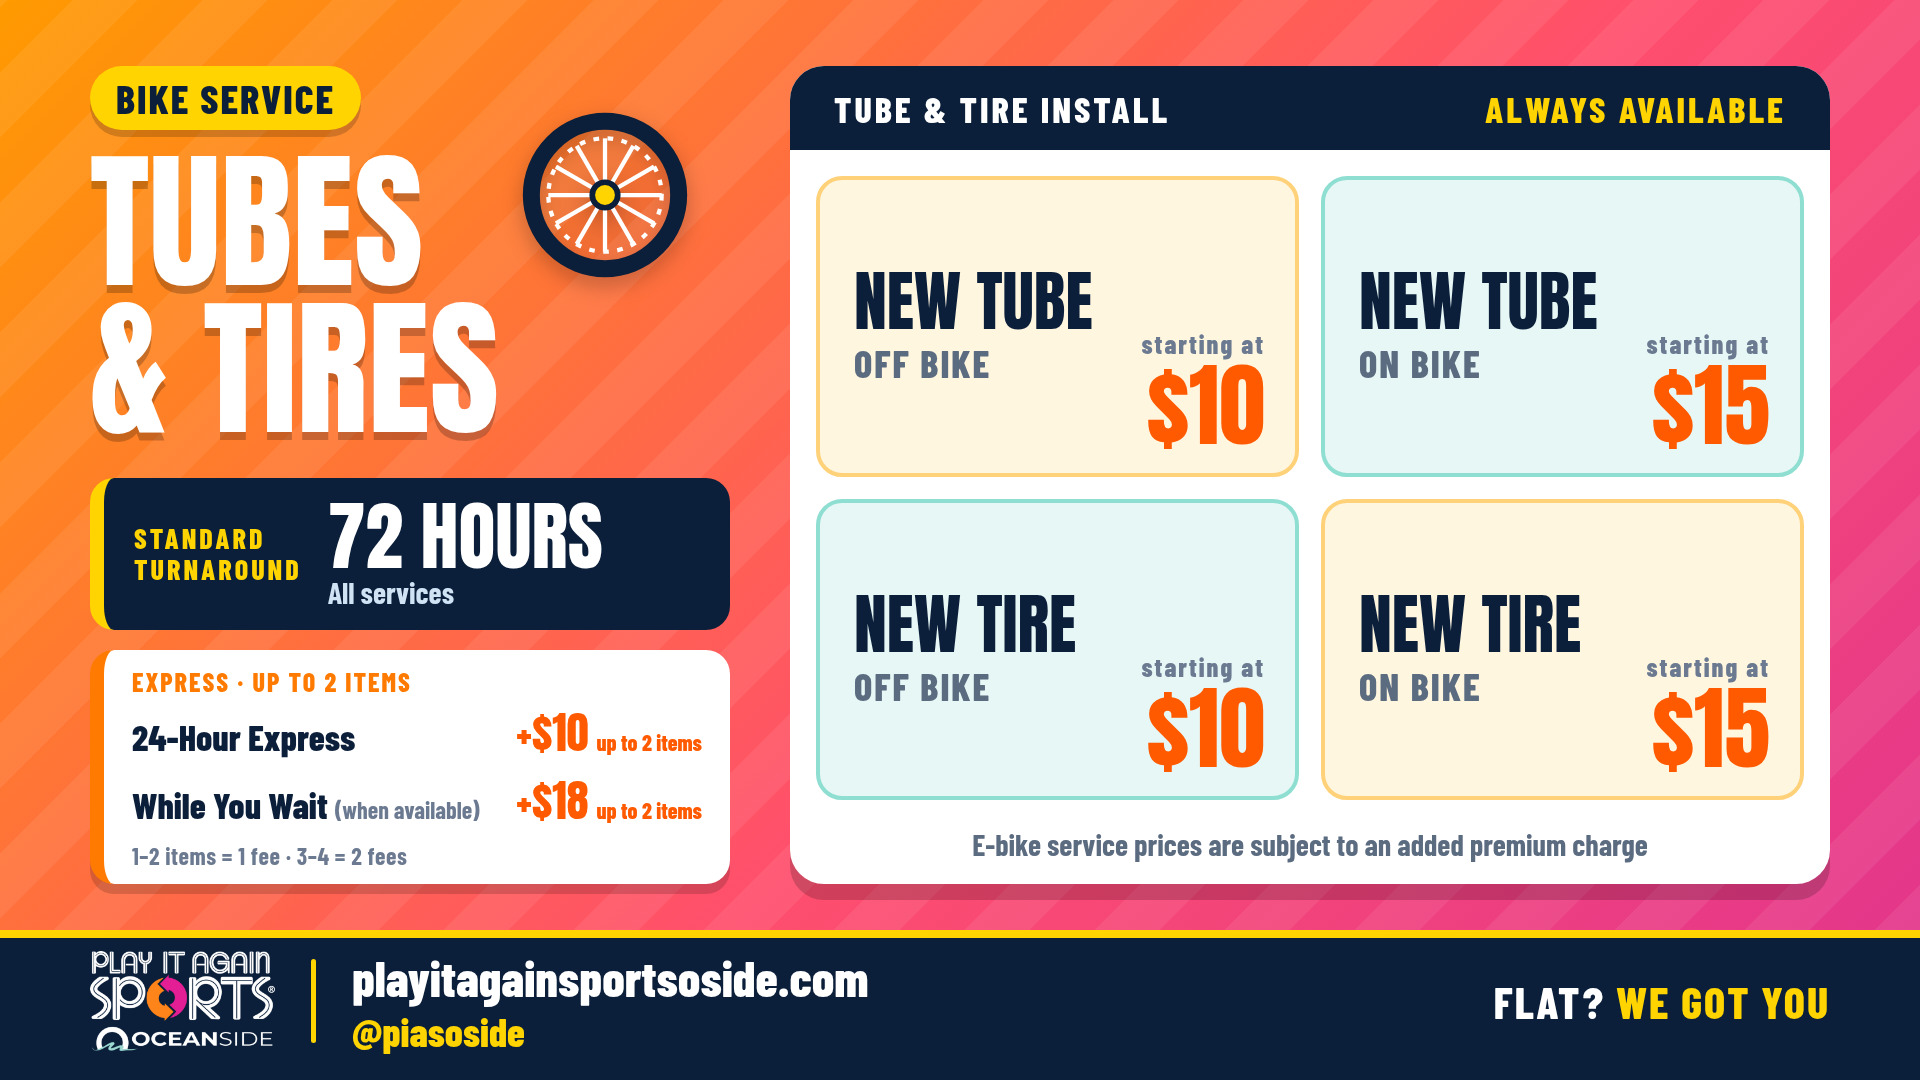 BIKE SERVICE
TUBES
& TIRES
STANDARD
TURNAROUND
72 HOURS
All services
EXPRESS · UP TO 2 ITEMS
24-Hour Express
+$10 up to 2 items
While You Wait (when available)
+$18 up to 2 items
1–2 items = 1 fee · 3–4 = 2 fees
TUBE & TIRE INSTALL
ALWAYS AVAILABLE
NEW TUBE
OFF BIKE
starting at
$10
NEW TUBE
ON BIKE
starting at
$15
NEW TIRE
OFF BIKE
starting at
$10
NEW TIRE
ON BIKE
starting at
$15
E-bike service prices are subject to an added premium charge
PLAY IT AGAIN
SPORTS®
OCEANSIDE
playitagainsportsoside.com
@piasoside
FLAT? WE GOT YOU